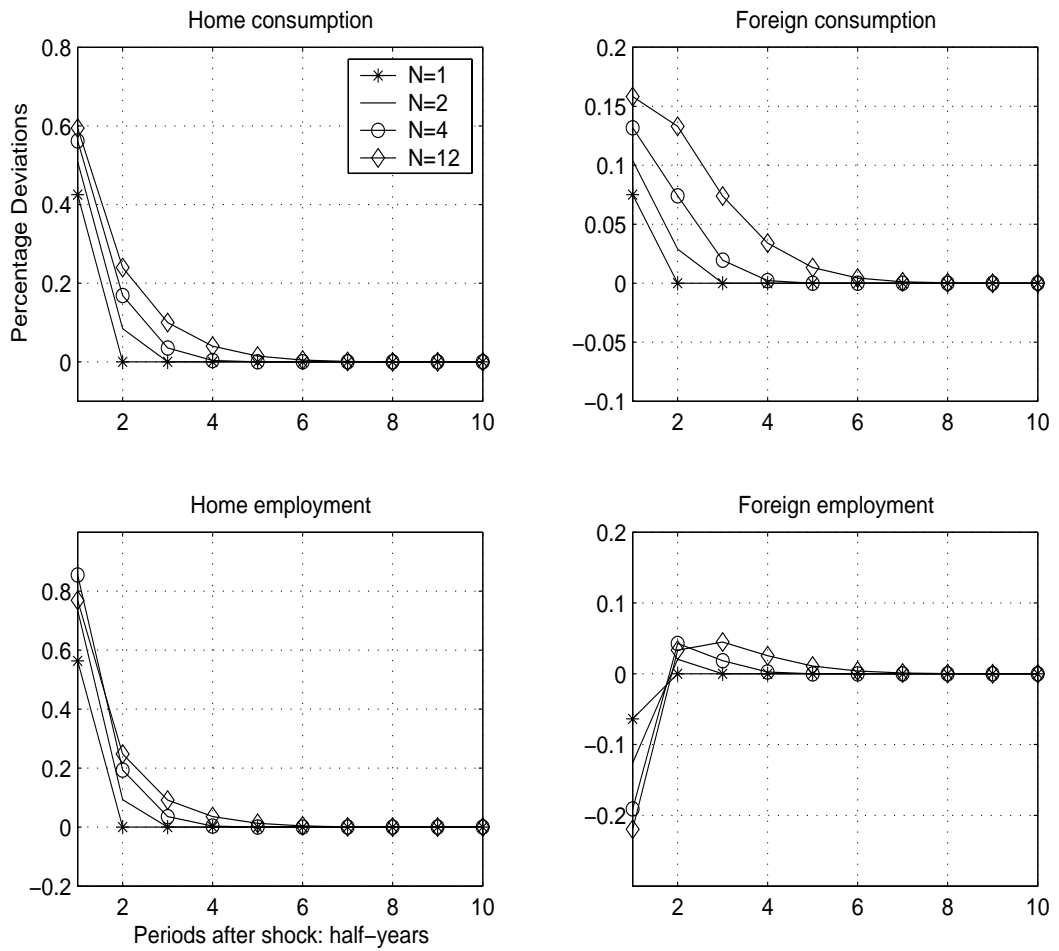 Home consumption
0.8
0.6
0.4
0.2
0
2 4 6 8 10
Percentage Deviations
N=1
N=2
N=4
N=12
Foreign consumption
0.2
0.15
0.1
0.05
0
−0.05
−0.1
2 4 6 8 10
Home employment
0.8
0.6
0.4
0.2
0
−0.2
2 4 6 8 10
Periods after shock: half−years
Foreign employment
0.2
0.1
0
−0.1
−0.2
2 4 6 8 10